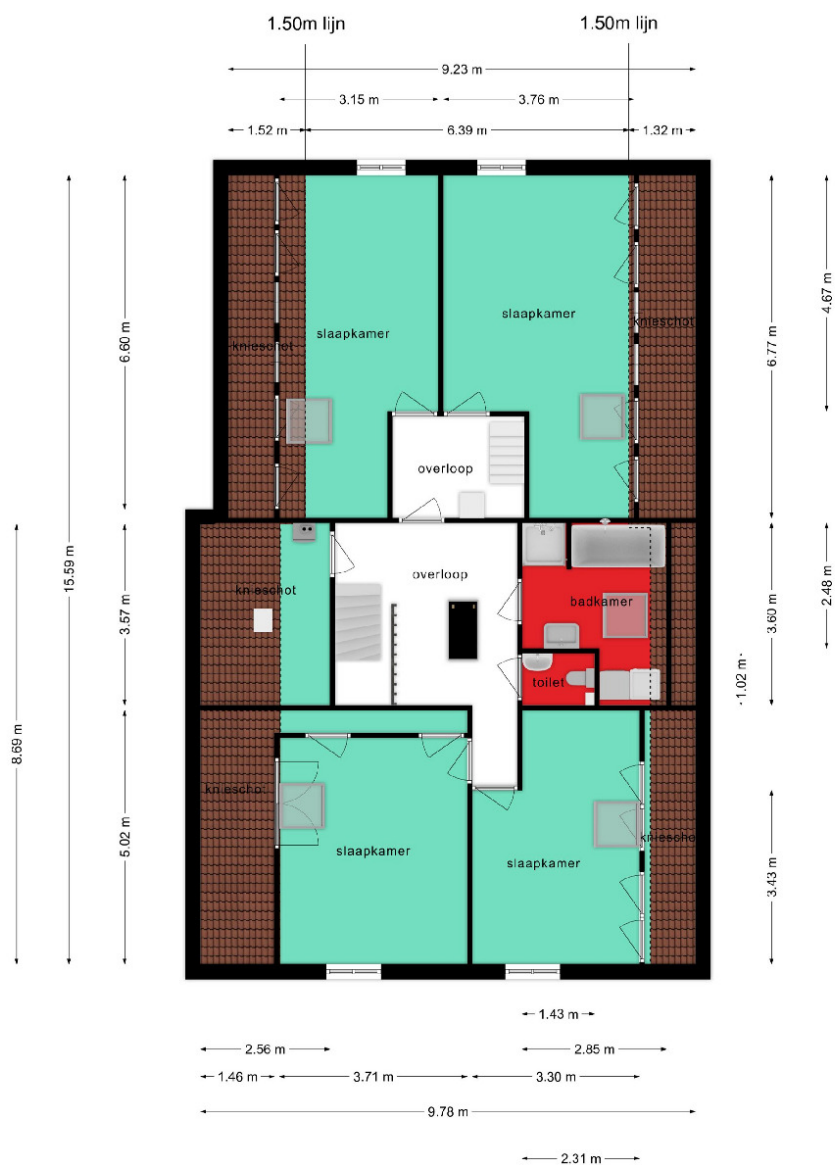 1.50m lijn
1.50m lijn
9.23 m
3.15 m
3.76 m
1.52 m
6.39 m
1.32 m
15.59 m
6.60 m
6.77 m
4.67 m
knieschot
slaapkamer
slaapkamer
knieschot
overloop
8.69 m
3.57 m
knieschot
overloop
badkamer
toilet
3.60 m
2.48 m
1.02 m
5.02 m
knieschot
slaapkamer
slaapkamer
knieschot
3.43 m
1.43 m
2.56 m
2.85 m
1.46 m
3.71 m
3.30 m
9.78 m
2.31 m